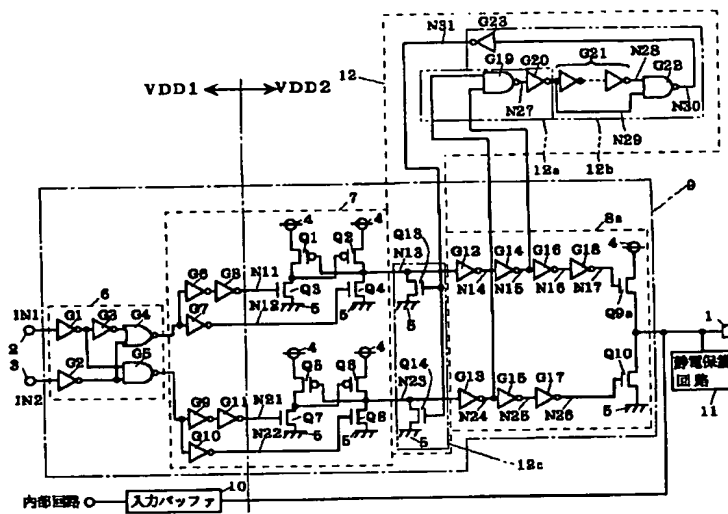 N31
G23
12
G19
G20
G21
N28
G22
N27
N30
N29
VDD1
VDD2
12a
12b
9
7
8a
4
4
Q1
Q2
Q13
N13
4
6
G6
G8
N11
Q3
Q4
5
5
5
G12
G14
G16
G18
N14
N15
N16
N17
Q9a
IN1
G1
G3
G4
G7
N12
2
3
G2
G5
IN2
4
4
Q5
Q6
Q14
N23
1
静電保護
回路
11
Q10
G9
G11
N21
Q7
Q8
5
5
5
G13
G15
G17
N24
N25
N26
5
G10
N22
12c
10
内部回路
入力バッファ